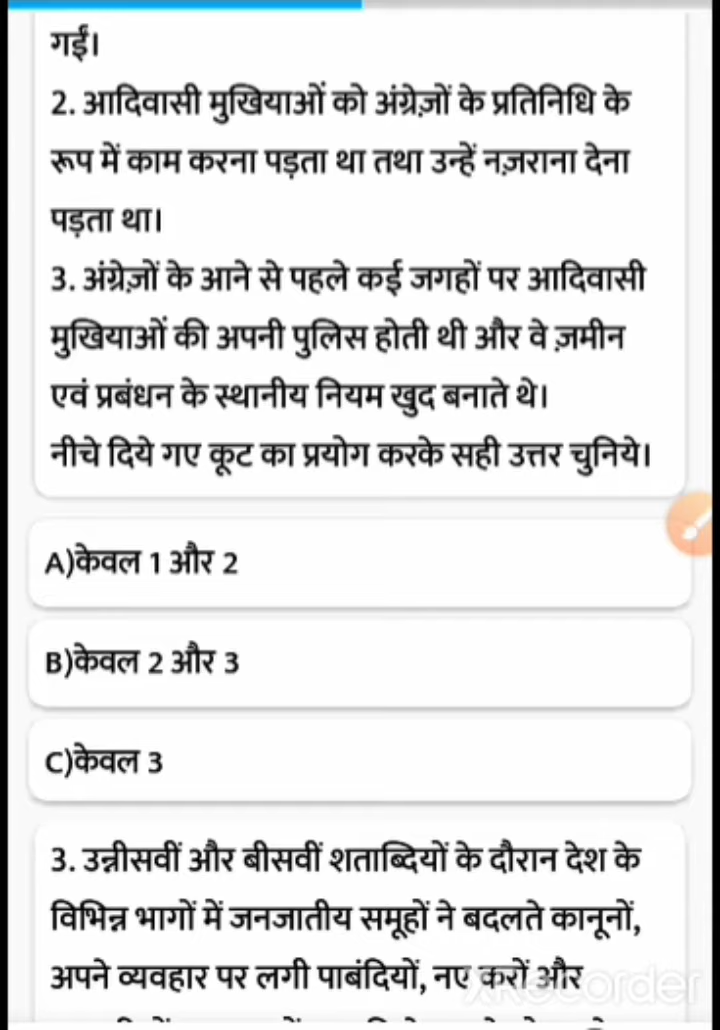 गईं।
2. आदिवासी मुखियाओं को अंग्रेज़ों के प्रतिनिधि के
रूप में काम करना पड़ता था तथा उन्हें नज़राना देना
पड़ता था।
3. अंग्रेज़ों के आने से पहले कई जगहों पर आदिवासी
मुखियाओं की अपनी पुलिस होती थी और वे ज़मीन
एवं प्रबंधन के स्थानीय नियम खुद बनाते थे।
नीचे दिये गए कूट का प्रयोग करके सही उत्तर चुनिये।
A)केवल 1 और 2
B)केवल 2 और 3
C)केवल 3
3. उन्नीसवीं और बीसवीं शताब्दियों के दौरान देश के
विभिन्न भागों में जनजातीय समूहों ने बदलते कानूनों,
अपने व्यवहार पर लगी पाबंदियों, नए करों और
XRecorder